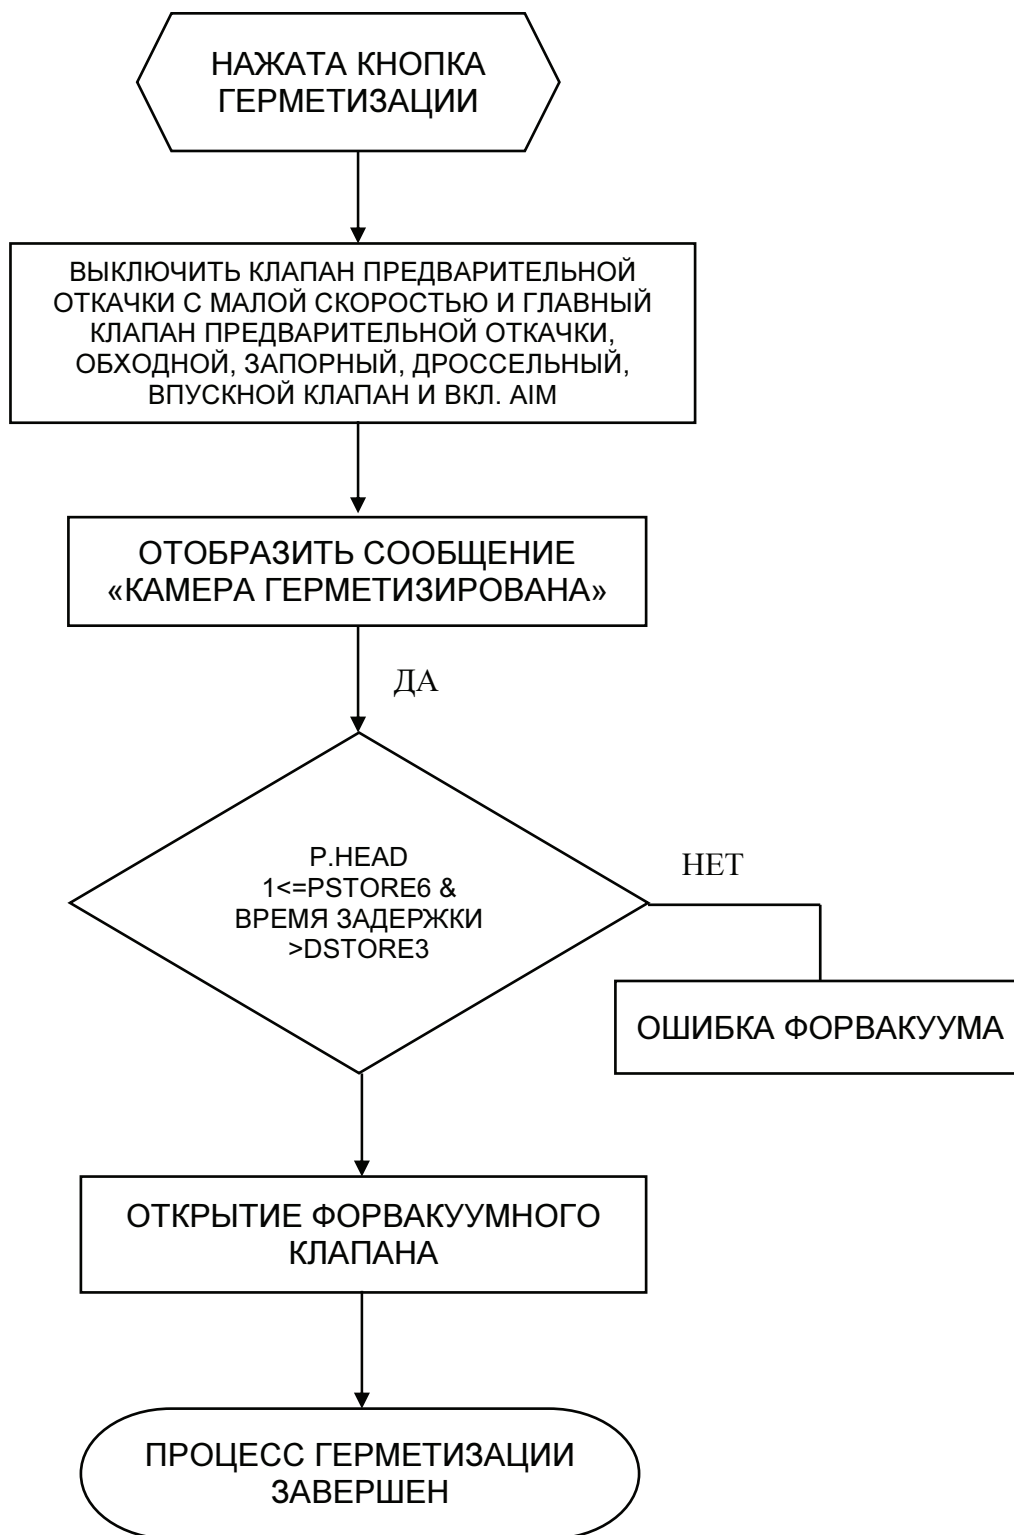 НАЖАТА КНОПКА
ГЕРМЕТИЗАЦИИ
ВЫКЛЮЧИТЬ КЛАПАН ПРЕДВАРИТЕЛЬНОЙ
ОТКАЧКИ С МАЛОЙ СКОРОСТЬЮ И ГЛАВНЫЙ
КЛАПАН ПРЕДВАРИТЕЛЬНОЙ ОТКАЧКИ,
ОБХОДНОЙ, ЗАПОРНЫЙ, ДРОССЕЛЬНЫЙ,
ВПУСКНОЙ КЛАПАН И ВКЛ. AIM
ОТОБРАЗИТЬ СООБЩЕНИЕ
«КАМЕРА ГЕРМЕТИЗИРОВАНА»
ДА
P.HEAD
1<=PSTORE6 &
ВРЕМЯ ЗАДЕРЖКИ
>DSTORE3
НЕТ
ОШИБКА ФОРВАКУУМА
ОТКРЫТИЕ ФОРВАКУУМНОГО
КЛАПАНА
ПРОЦЕСС ГЕРМЕТИЗАЦИИ
ЗАВЕРШЕН